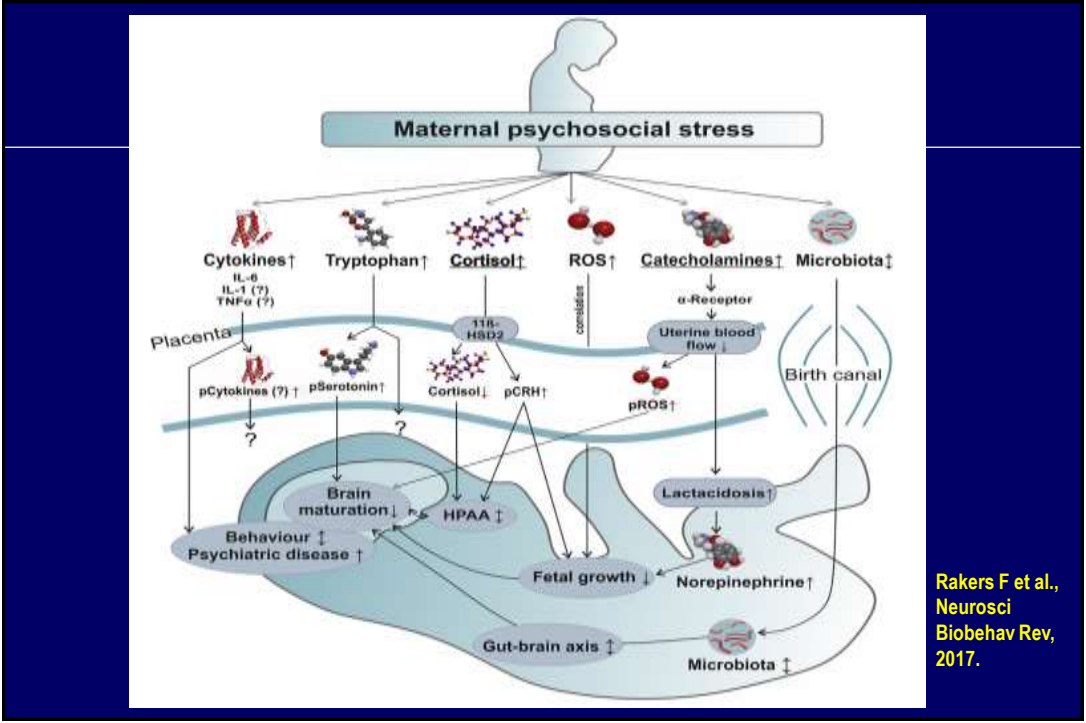 Maternal psychosocial stress
Cytokines↑
IL-6
IL-1 (?)
TNFα (?)
Tryptophan↑
Cortisol↕
ROS↑
Catecholamines↑
Microbiota↕
correlation
α-Receptor
Placenta
11ß-
HSD2
Uterine blood
flow ↓
Birth canal
pCytokines (?) ↑
pSerotonin↑
Cortisol↓
pCRH↑
pROS↑
?
?
Brain
maturation↓
HPAA ↕
Lactacidosis↑
Behaviour ↕
Psychiatric disease ↑
Fetal growth ↓
Norepinephrine↑
Gut-brain axis ↕
Microbiota ↕
Rakers F et al.,
Neurosci
Biobehav Rev,
2017.